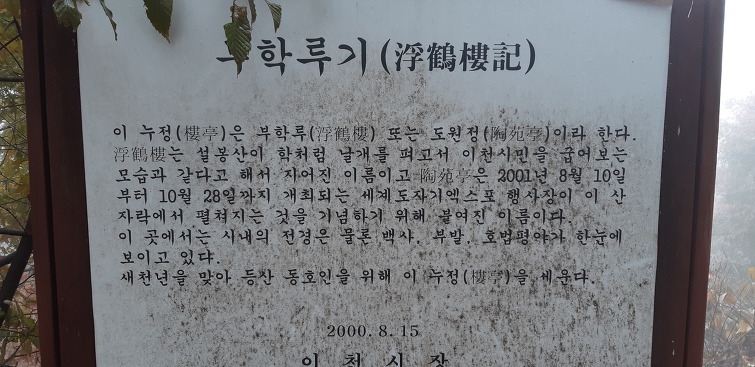 부학루기(浮鶴樓記)
이 누정(樓亭)은 부학루(浮鶴樓) 또는 도원정(陶苑亭)이라 한다.
浮鶴樓는 설봉산이 학처럼 날개를 펴고서 이천시민을 굽어보는
모습과 같다고 해서 지어진 이름이고 陶苑亭은 2001년 8월 10일
부터 10월 28일까지 개최되는 세계도자기엑스포 행사장이 이 산
자락에서 펼쳐지는 것을 기념하기 위해 붙여진 이름이다.
이 곳에서는 시내의 전경은 물론 백사, 부발, 호법평야가 한눈에
보이고 있다.
새천년을 맞아 등산 동호인을 위해 이 누정(樓亭)을 세운다.
2000. 8. 15
이 천 시 장